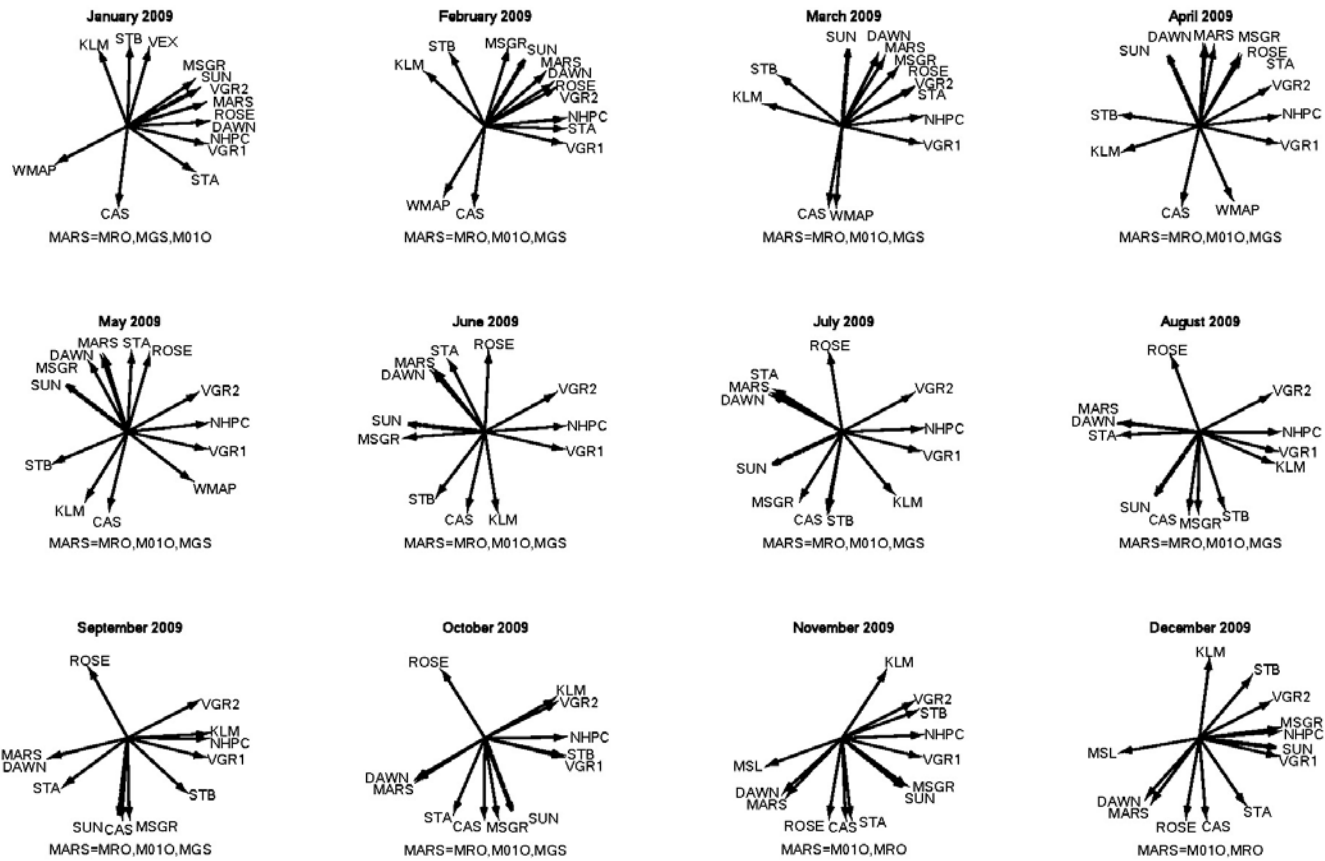 January 2009
STB VEX
KLM
MSGR
SUN
VGR2
MARS
ROSE
DAWN
NHPC
VGR1
WMAP
STA
CAS
MARS=MRO,MGS,M01O
February 2009
STB
MSGR
SUN
KLM
MARS
DAWN
ROSE
VGR2
NHPC
STA
VGR1
WMAP
CAS
MARS=MRO,M01O,MGS
March 2009
SUN
DAWN
MARS
MSGR
STB
ROSE
VGR2
STA
KLM
NHPC
VGR1
CAS
WMAP
MARS=MRO,M01O,MGS
April 2009
DAWN
MARS
MSGR
SUN
ROSE
STA
VGR2
STB
NHPC
KLM
VGR1
CAS
WMAP
MARS=MRO,M01O,MGS
May 2009
MARS STA
ROSE
DAWN
MSGR
SUN
VGR2
NHPC
VGR1
STB
WMAP
KLM
CAS
MARS=MRO,M01O,MGS
June 2009
ROSE
STA
MARS
DAWN
VGR2
SUN
NHPC
MSGR
VGR1
STB
CAS
KLM
MARS=MRO,M01O,MGS
July 2009
ROSE
STA
MARS
DAWN
VGR2
NHPC
VGR1
SUN
MSGR
KLM
CAS STB
MARS=MRO,M01O,MGS
August 2009
ROSE
VGR2
MARS
DAWN
STA
NHPC
VGR1
KLM
SUN
CAS
MSGR
STB
MARS=MRO,M01O,MGS
September 2009
ROSE
VGR2
KLM
NHPC
MARS
VGR1
DAWN
STA
STB
SUN CAS MSGR
MARS=MRO,M01O,MGS
October 2009
ROSE
KLM
VGR2
NHPC
STB
VGR1
DAWN
MARS
STA
CAS
MSGR
SUN
MARS=MRO,M01O,MGS
November 2009
KLM
VGR2
STB
NHPC
VGR1
MSL
MSGR
DAWN
SUN
MARS
ROSE CAS STA
MARS=M01O,MRO
December 2009
KLM
STB
VGR2
MSGR
NHPC
SUN
MSL
VGR1
DAWN
MARS
STA
ROSE CAS
MARS=M01O,MRO